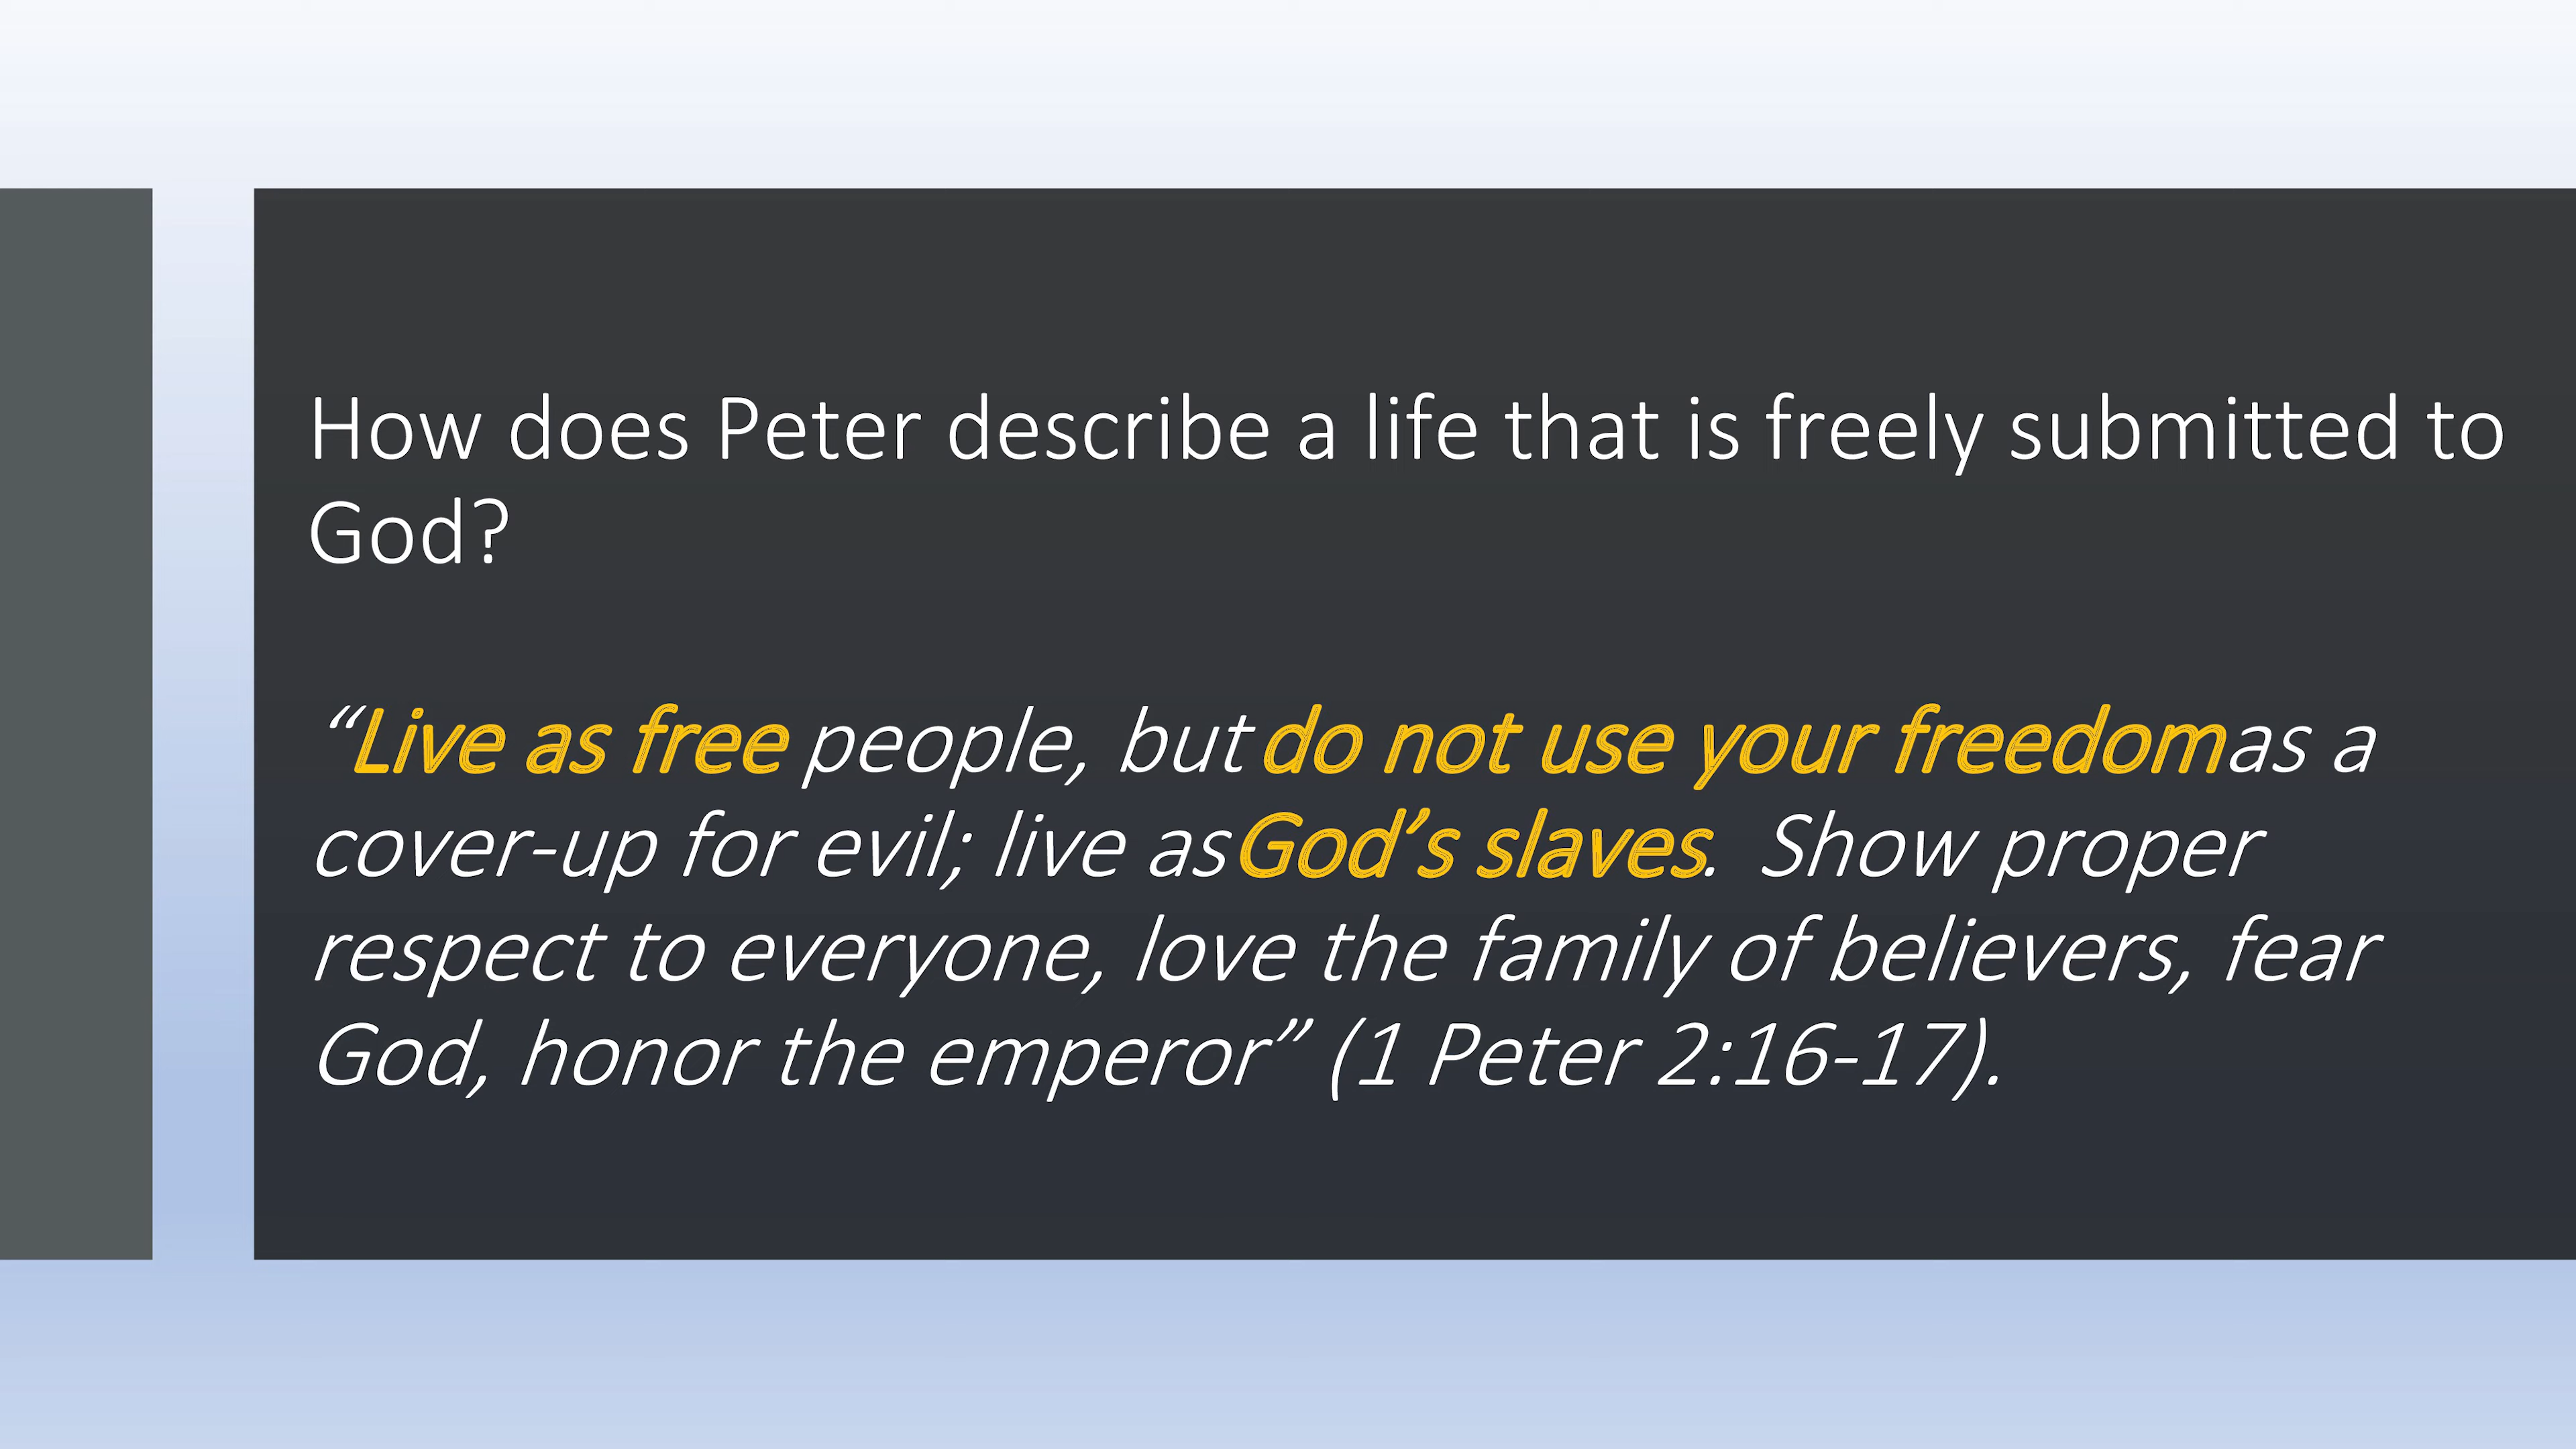 How does Peter describe a life that is freely submitted to
God?
“Live as free people, but do not use your freedom as a
cover-up for evil; live as God’s slaves.  Show proper
respect to everyone, love the family of believers, fear
God, honor the emperor” (1 Peter 2:16-17).